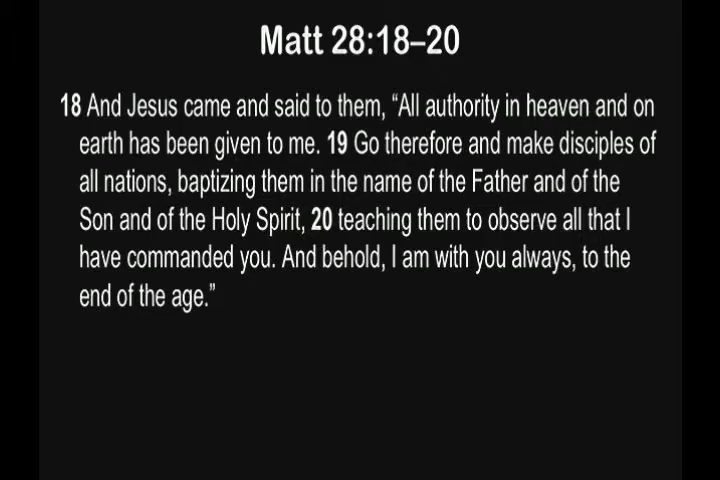 Matt 28:18–20
18 And Jesus came and said to them, “All authority in heaven and on
earth has been given to me. 19 Go therefore and make disciples of
all nations, baptizing them in the name of the Father and of the
Son and of the Holy Spirit, 20 teaching them to observe all that I
have commanded you. And behold, I am with you always, to the
end of the age.”